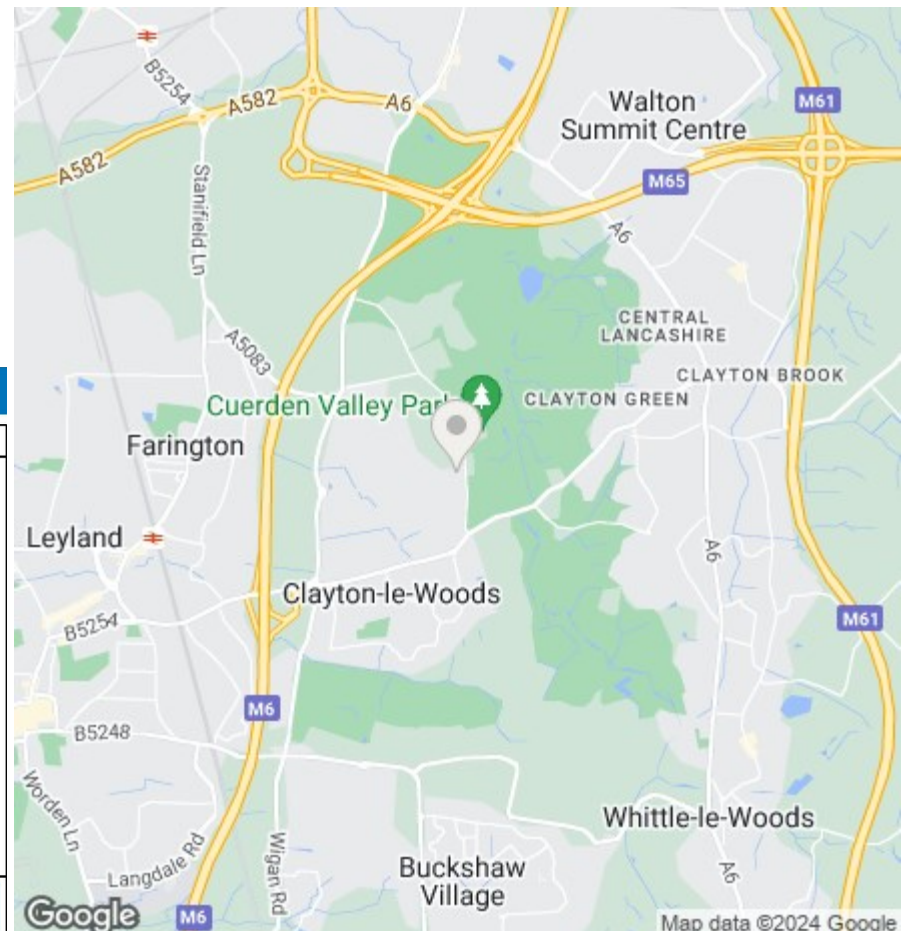 B5254
A582
A6
A582
Walton
Summit Centre
M61
M65
Stanifield Ln
A6
CENTRAL
LANCASHIRE
A5083
CLAYTON BROOK
CLAYTON GREEN
Cuerden Valley Park
Farington
Leyland
A6
Clayton-le-Woods
B5254
M61
M6
B5248
Whittle-le-Woods
Worden Ln
Langdale Rd
Wigan Rd
Buckshaw
Village
A6
Google
M6
Map data ©2024 Google